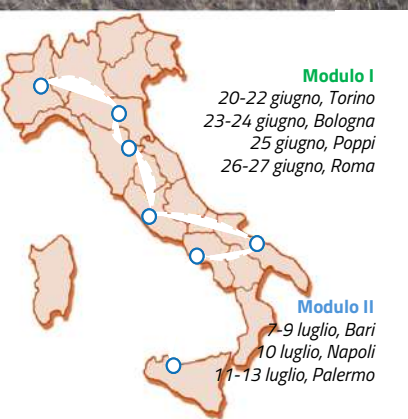 Modulo I
20-22 giugno, Torino
23-24 giugno, Bologna
25 giugno, Poppi
26-27 giugno, Roma
Modulo II
7-9 luglio, Bari
10 luglio, Napoli
11-13 luglio, Palermo